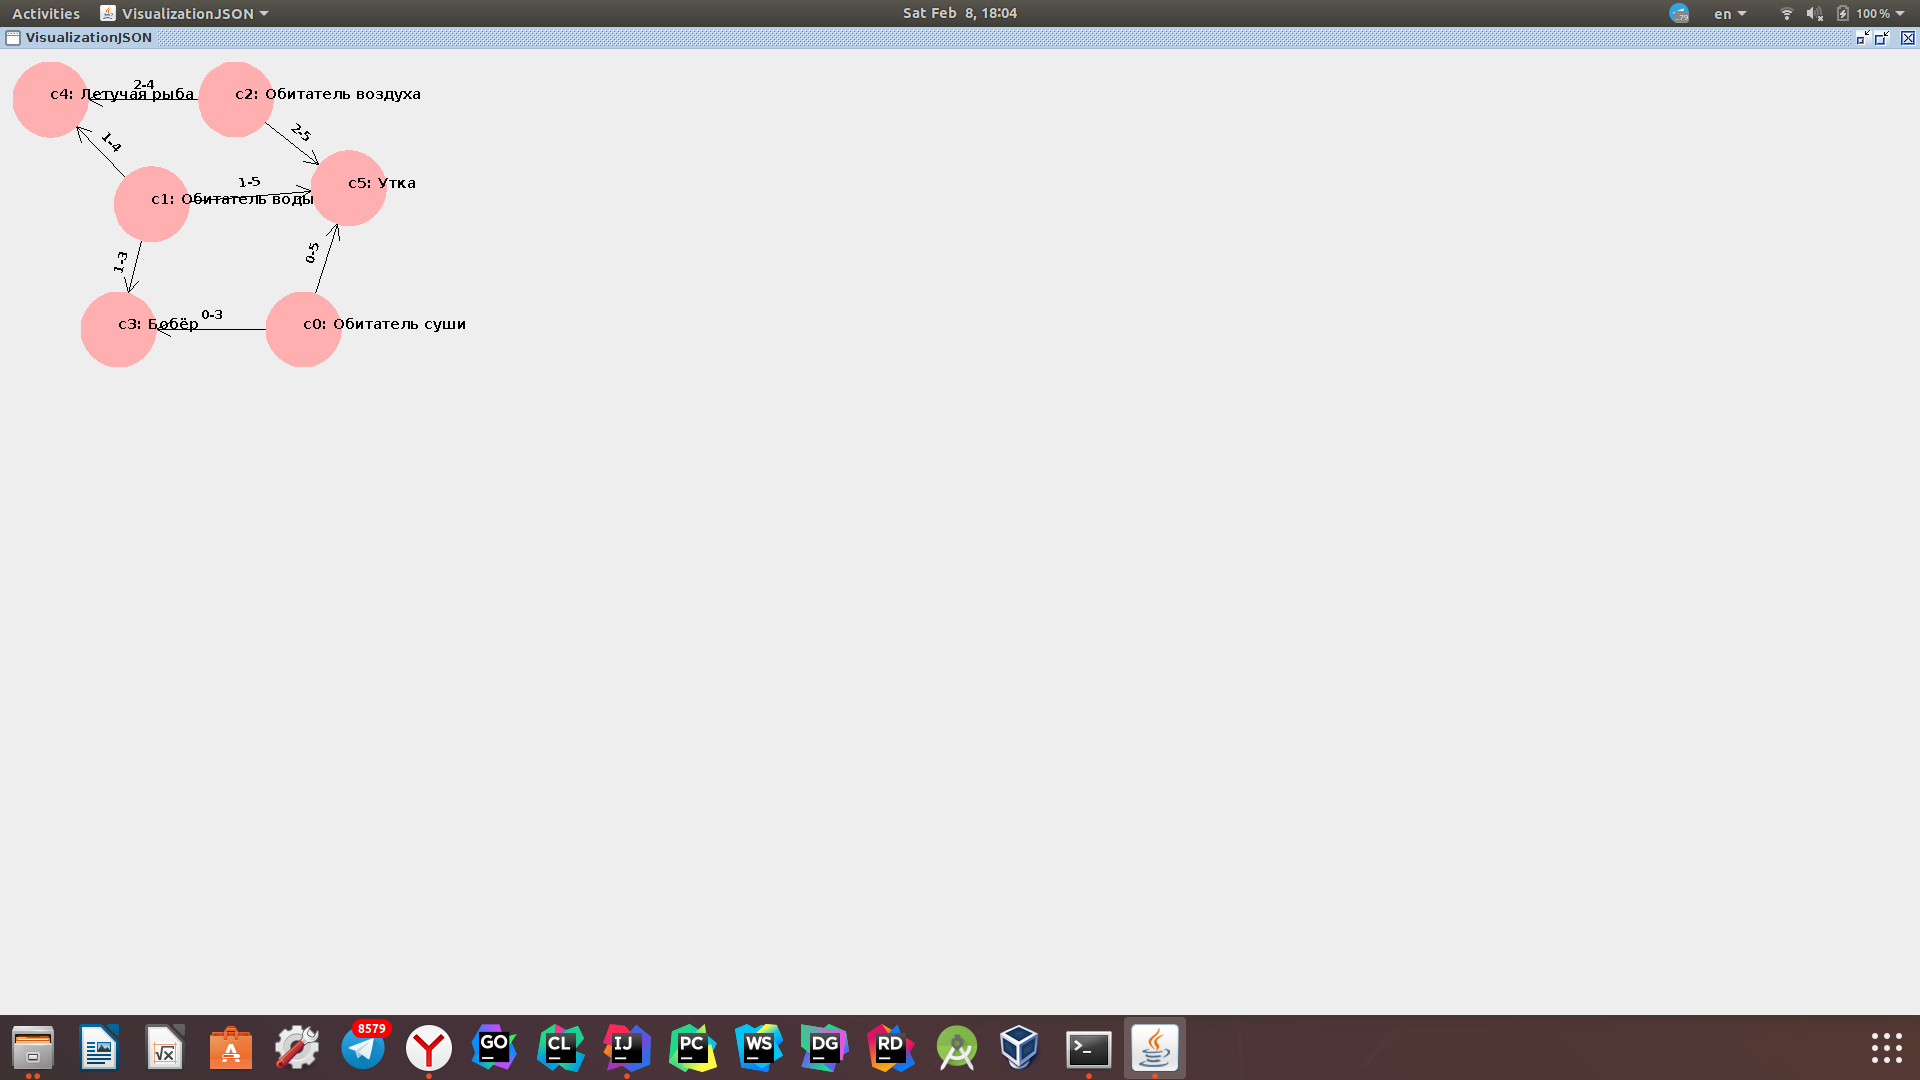 Activities
VisualizationJSON
Sat Feb 8, 18:04
79
en
100 %
VisualizationJSON
c4: Летучая рыба
2-4
c2: Обитатель воздуха
1-4
2-5
c1: Обитатель воды
1-5
c5: Утка
1-3
0-5
c3: Бобёр
0-3
c0: Обитатель суши
8579
GO
CL
IJ
PC
WS
DG
RD
>_